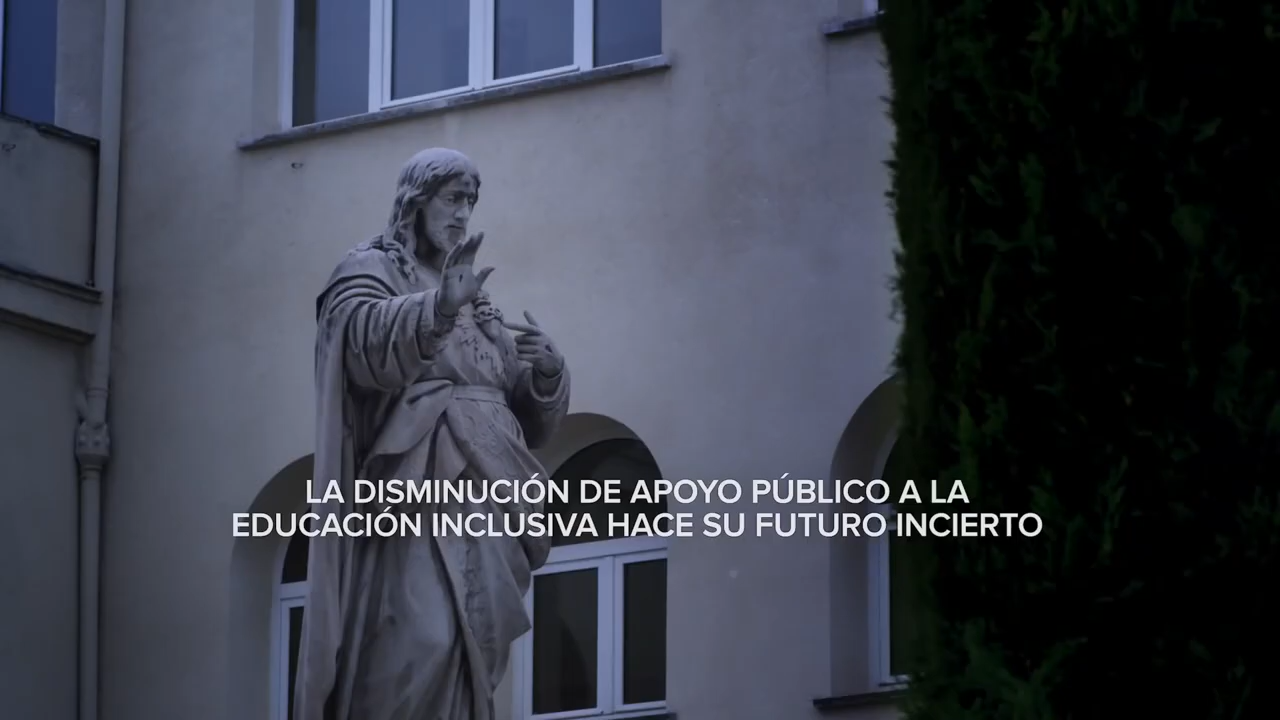 LA DISMINUCIÓN DE APOYO PÚBLICO A LA
EDUCACIÓN INCLUSIVA HACE SU FUTURO INCIERTO